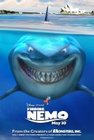 DISNEY PIXAR
FINDING
NEMO
MAY 30
From the Creators of Monsters, Inc.